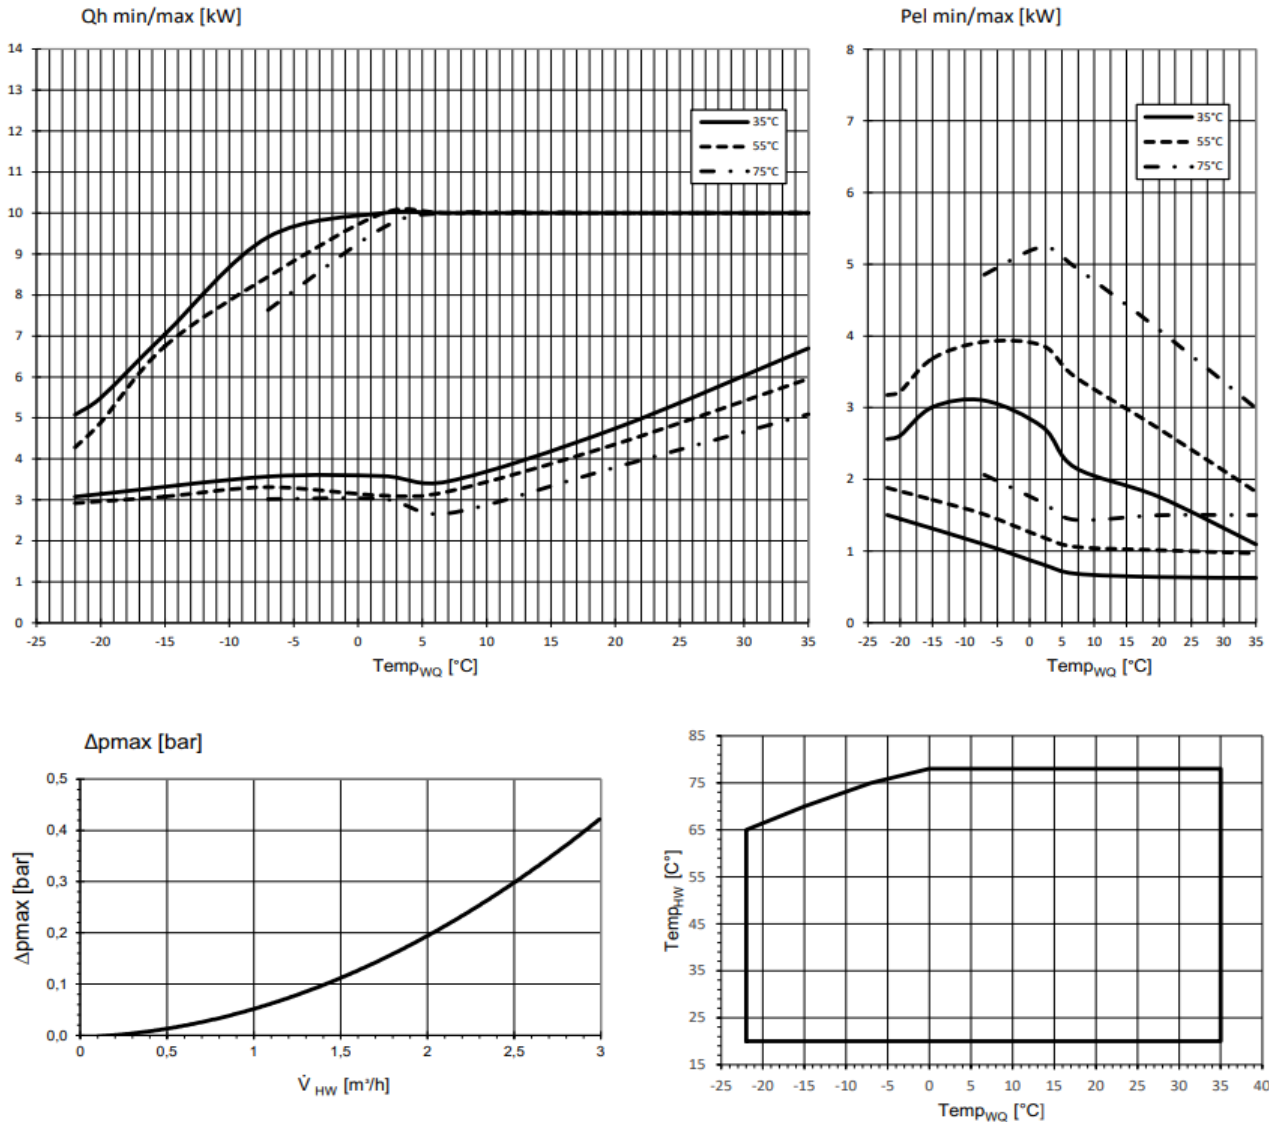 Qh min/max [kW]
14
13
12
11
10
9
8
7
6
5
4
3
2
1
0
-25 -20 -15 -10 -5 0 5 10 15 20 25 30 35
35°C
55°C
75°C
TempWQ [°C]
Pel min/max [kW]
8
7
6
5
4
3
2
1
0
-25 -20 -15 -10 -5 0 5 10 15 20 25 30 35
35°C
55°C
75°C
TempWQ [°C]
Δpmax [bar]
Δpmax [bar]
0,5
0,4
0,3
0,2
0,1
0,0
0 0,5 1 1,5 2 2,5 3
V̇ HW [m³/h]
TempHW [C°]
85
75
65
55
45
35
25
15
-25 -20 -15 -10 -5 0 5 10 15 20 25 30 35 40
TempWQ [°C]